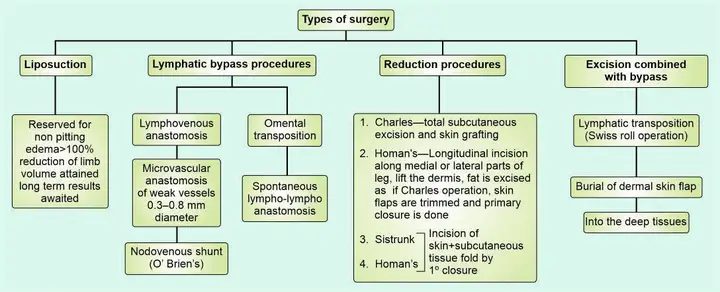 Types of surgery
Liposuction
Lymphatic bypass procedures
Reduction procedures
Excision combined
with bypass
Reserved for
non pitting
edema>100%
reduction of limb
volume attained
long term results
awaited
Lymphovenous
anastomosis
Microvascular
anastomosis
of weak vessels
0.3–0.8 mm
diameter
Nodovenous shunt
(O' Brien's)
Omental
transposition
Spontaneous
lympho-lympho
anastomosis
1. Charles—total subcutaneous
excision and skin grafting
2. Homan's—Longitudinal incision
along medial or lateral parts of
leg, lift the dermis, fat is excised
as if Charles operation, skin
flaps are trimmed and primary
closure is done
3. Sistrunk
4. Homan's
Incision of
skin+subcutaneous
tissue fold by
1º closure
Lymphatic transposition
(Swiss roll operation)
Burial of dermal skin flap
Into the deep tissues